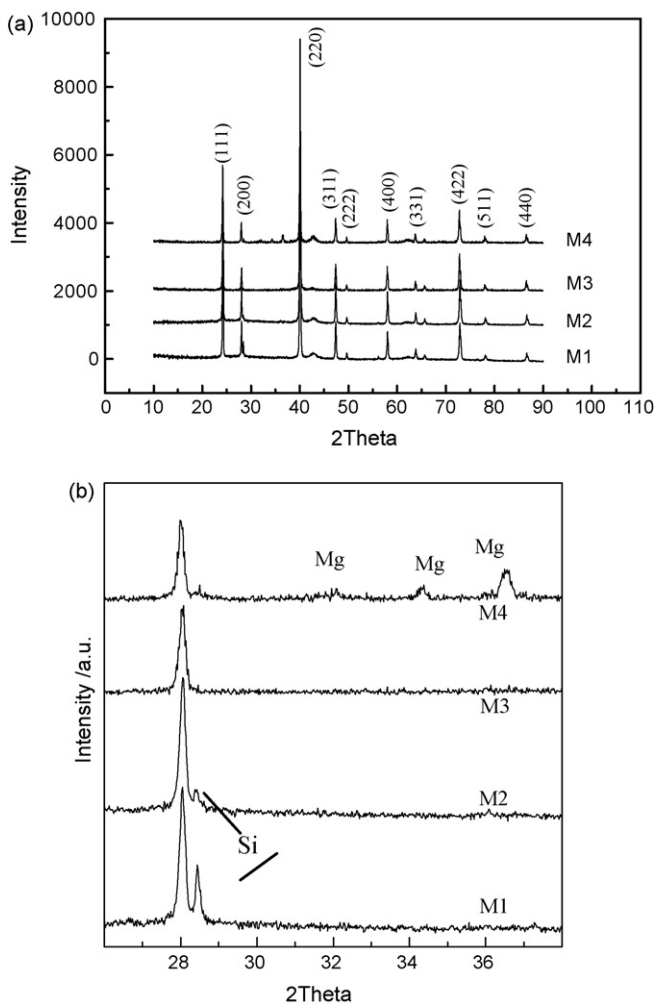 (a)
10000
8000
6000
4000
2000
0
Intensity
(111)
(200)
(220)
(311)
(222)
(400)
(331)
(422)
(511)
(440)
M4
M3
M2
M1
0 10 20 30 40 50 60 70 80 90 100 110
2Theta
(b)
Intensity /a.u.
Mg Mg Mg
M4
M3
M2
Si
M1
28 30 32 34 36
2Theta